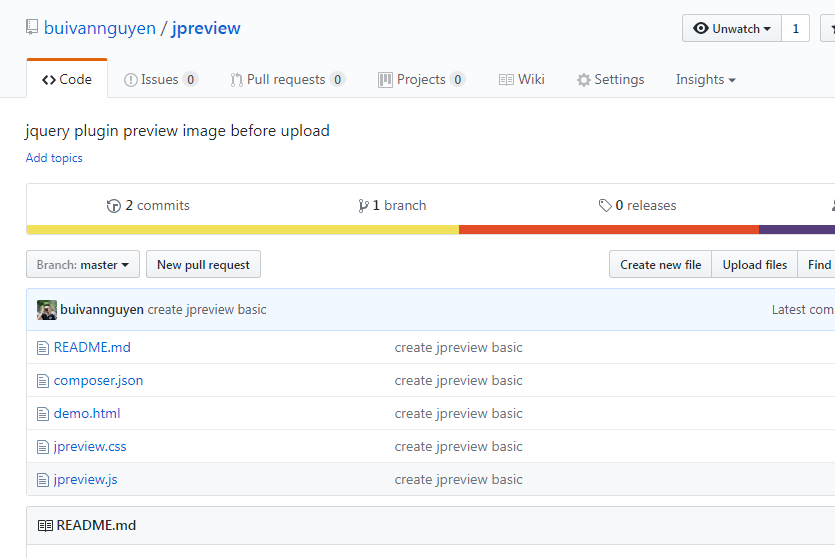 buivannguyen / jpreview
Unwatch 1
Code Issues 0 Pull requests 0 Projects 0 Wiki Settings Insights
jquery plugin preview image before upload
Add topics
2 commits 1 branch 0 releases
Branch: master New pull request Create new file Upload files Find
buivannguyen create jpreview basic Latest com
README.md create jpreview basic
composer.json create jpreview basic
demo.html create jpreview basic
jpreview.css create jpreview basic
jpreview.js create jpreview basic
README.md